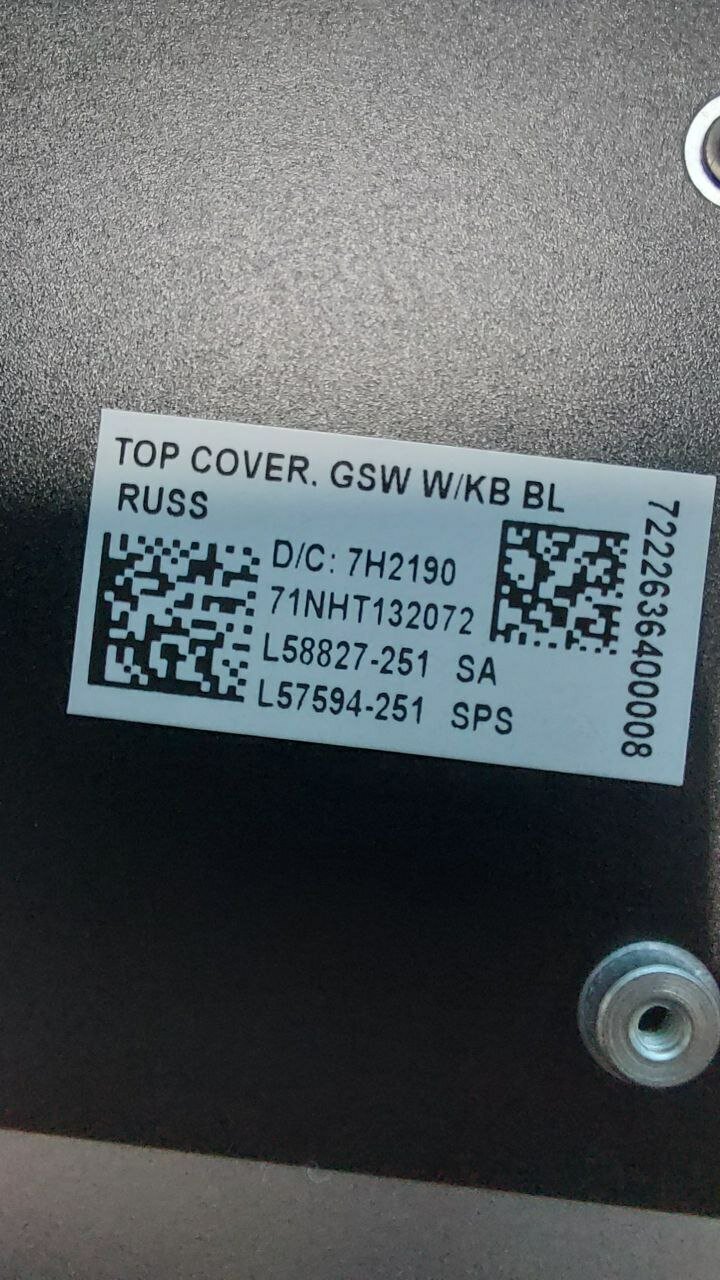 TOP COVER. GSW W/KB BL
RUSS
D/C: 7H2190
71NHT132072
L58827-251 SA
L57594-251 SPS
7222636400008